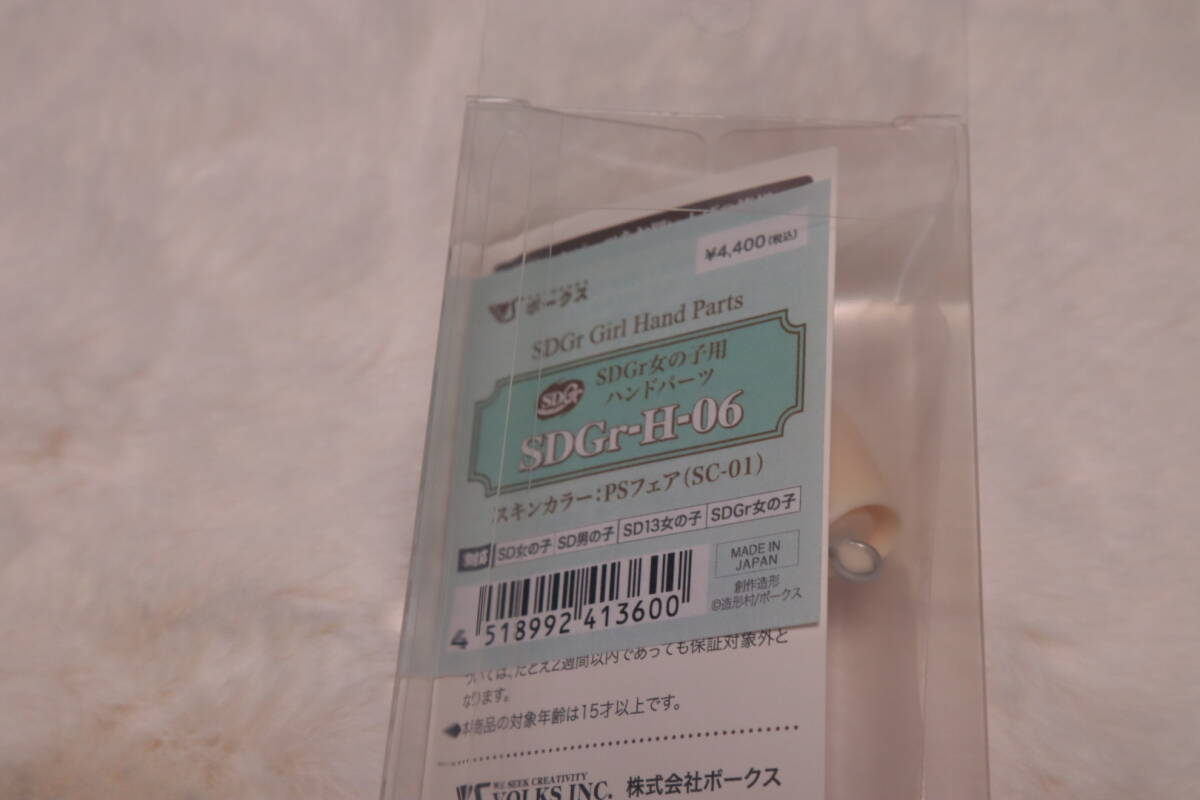 ¥4,400(税込)
ボークス
SDGr Girl Hand Parts
SDGr
SDGr女の子用
ハンドパーツ
SDGr-H-06
スキンカラー:PSフェア(SC-01)
対応 SD女の子 SD男の子 SD13女の子 SDGr女の子
MADE IN
JAPAN
創作造形
©造形村/ボークス
4 518992 413600
ついては、たとえ2週間以内であっても保証対象外と
なります。
本商品の対象年齢は15才以上です。
WE SEEK CREATIVITY
VOLKS INC. 株式会社ボークス